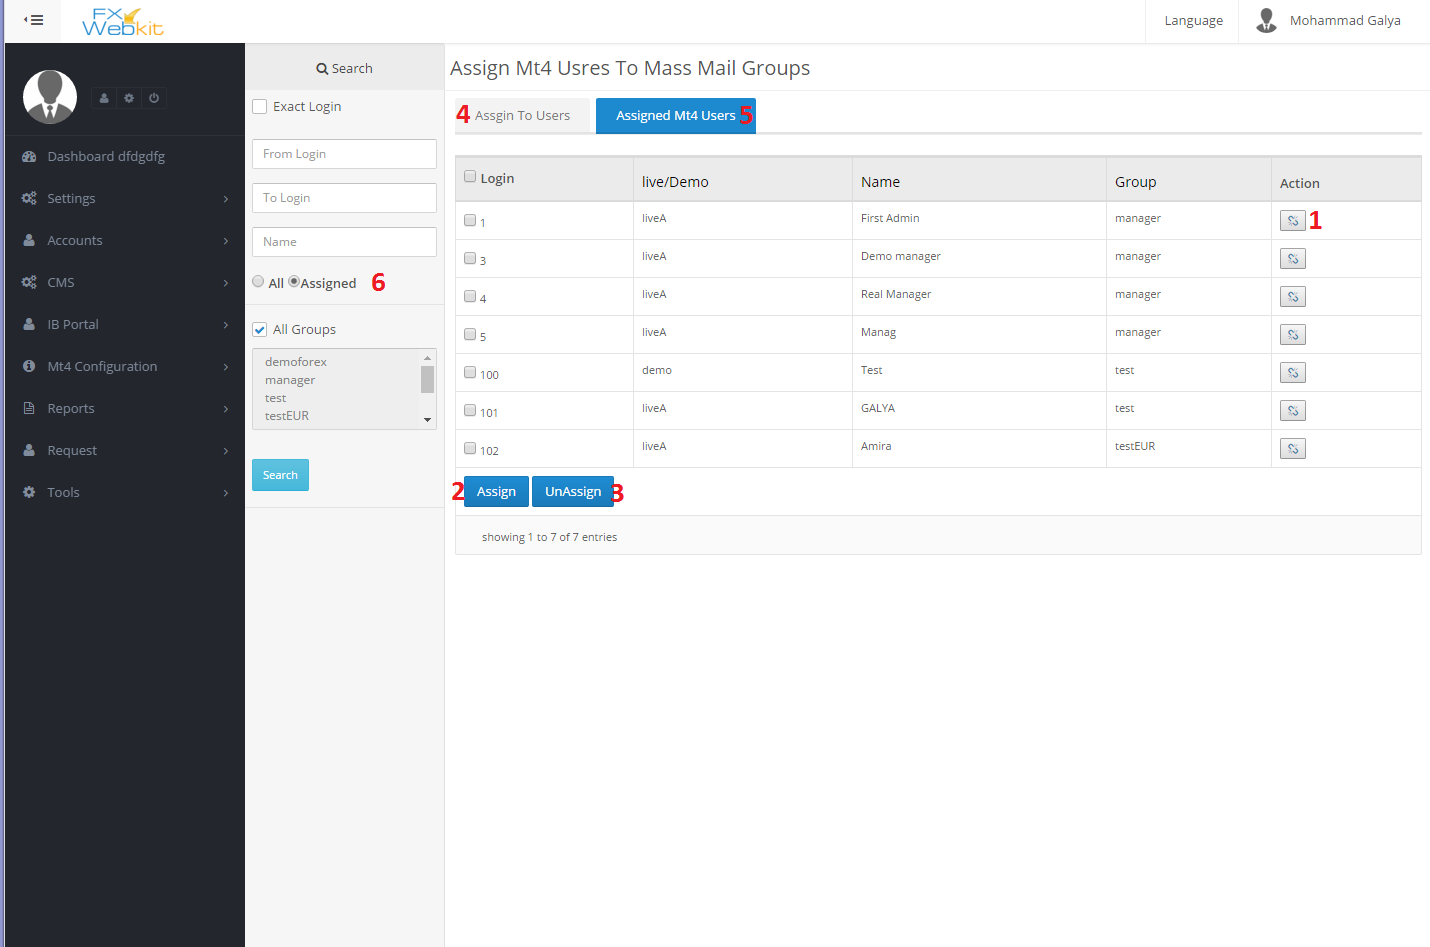 FX
Webkit
Language
Mohammad Galya
Dashboard dfdgdfg
Settings
Accounts
CMS
IB Portal
Mt4 Configuration
Reports
Request
Tools
Search
Exact Login
From Login
To Login
Name
All Assigned 6
All Groups
demoforex
manager
test
testEUR
Search
Assign Mt4 Usres To Mass Mail Groups
4 Assgin To Users Assigned Mt4 Users 5
Login live/Demo Name Group Action
1 liveA First Admin manager 1
3 liveA Demo manager manager
4 liveA Real Manager manager
5 liveA Manag manager
100 demo Test test
101 liveA GALYA test
102 liveA Amira testEUR
2 Assign UnAssign 3
showing 1 to 7 of 7 entries